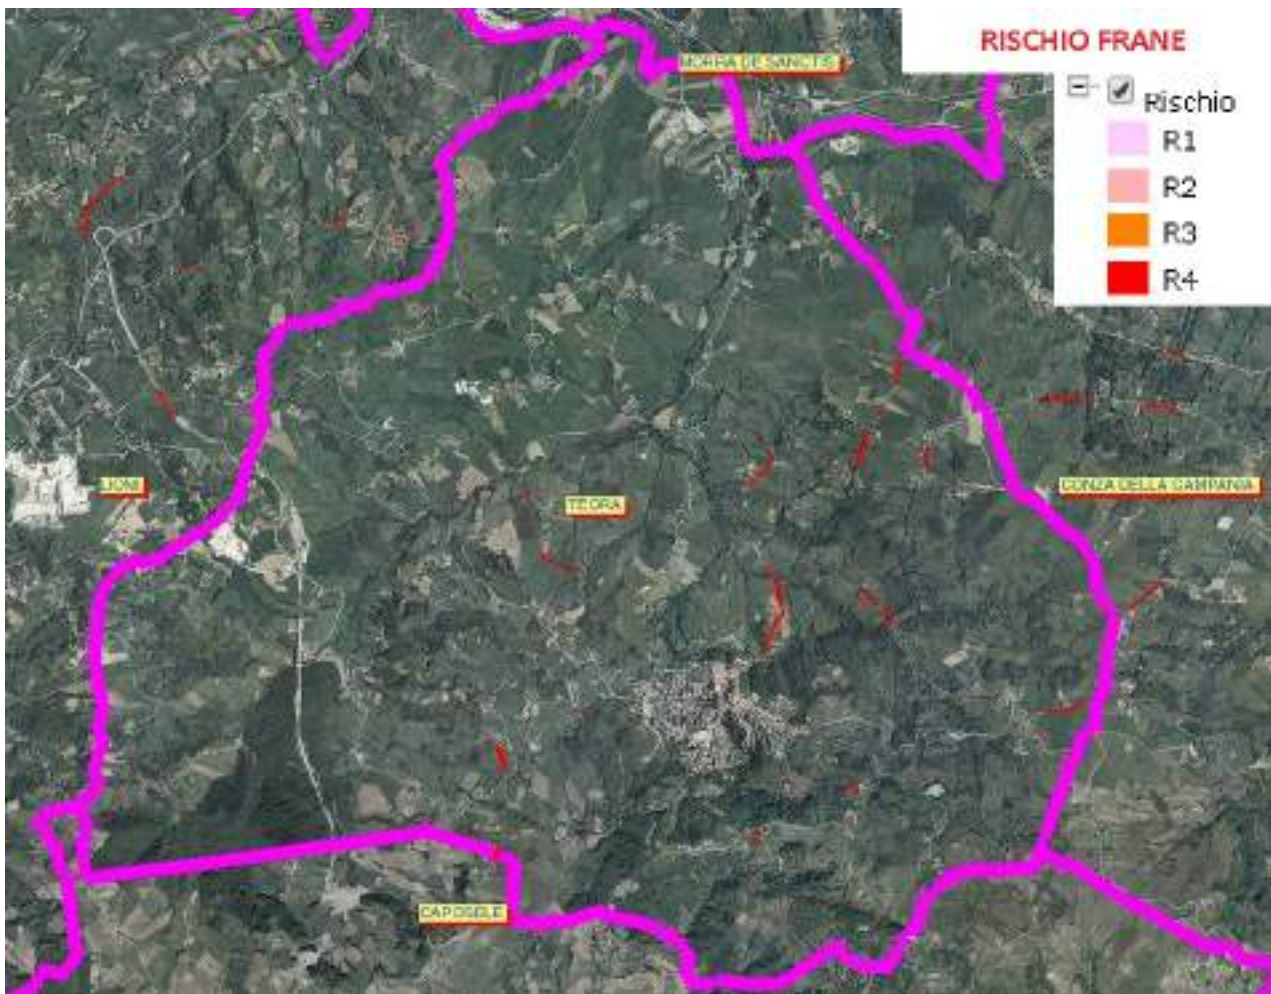 RISCHIO FRANE
Rischio
R1
R2
R3
R4
MORRA DE SANCTIS
LIONI
TEORA
CONZA DELLA CAMPANIA
CAPOSELE